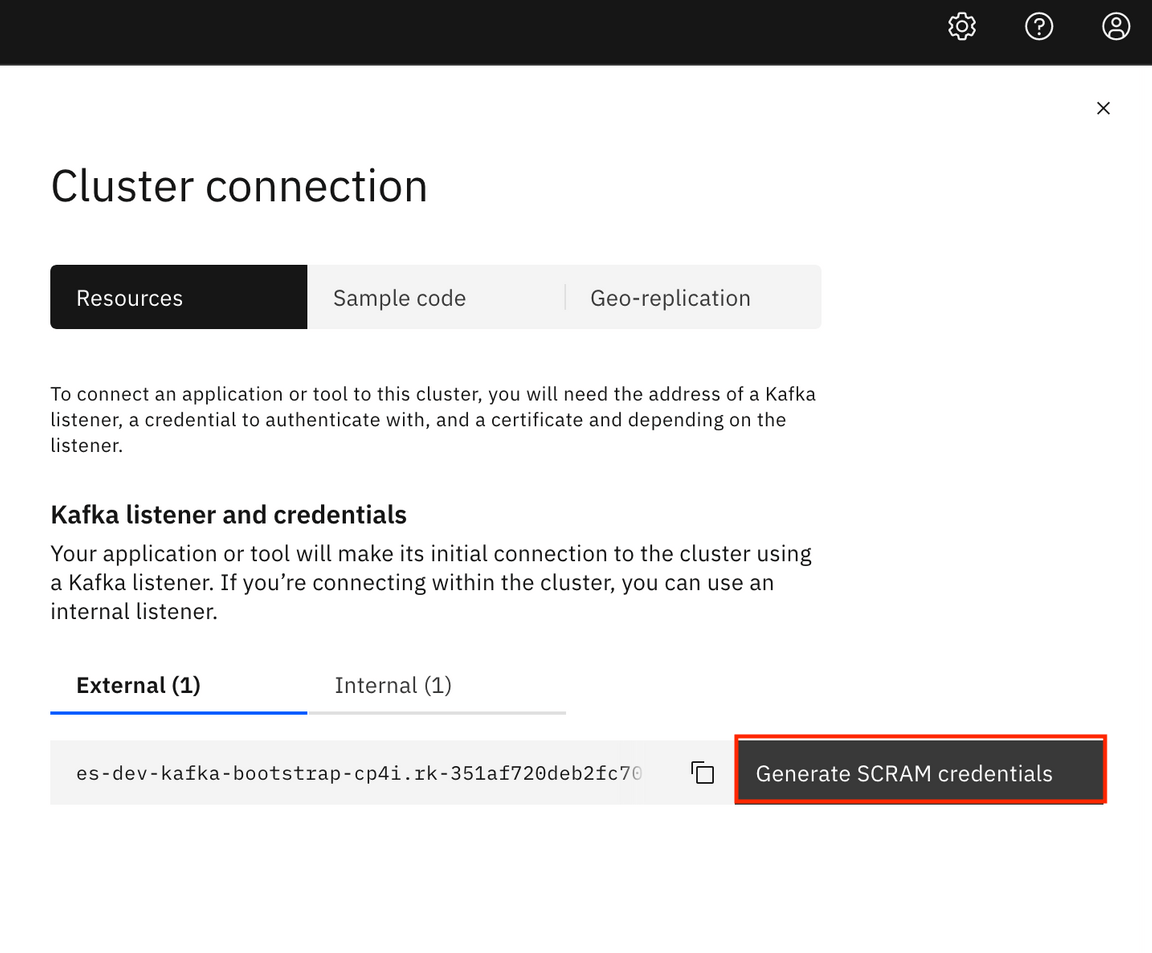 Cluster connection
Resources
Sample code
Geo-replication
To connect an application or tool to this cluster, you will need the address of a Kafka
listener, a credential to authenticate with, and a certificate and depending on the
listener.
Kafka listener and credentials
Your application or tool will make its initial connection to the cluster using
a Kafka listener. If you’re connecting within the cluster, you can use an
internal listener.
External (1)
Internal (1)
es-dev-kafka-bootstrap-cp4i.rk-351af720deb2fc70
Generate SCRAM credentials